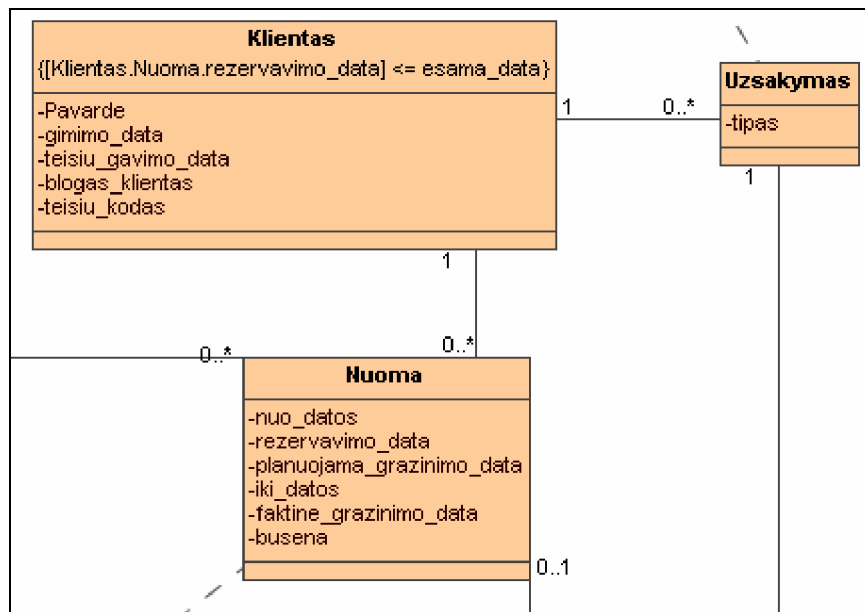 Klientas
{[Klientas.Nuoma.rezervavimo_data] <= esama_data}
-Pavarde
-gimimo_data
-teisiu_gavimo_data
-blogas_klientas
-teisiu_kodas
1
0..*
Uzsakymas
-tipas
1
1
0..*
0..*
Nuoma
-nuo_datos
-rezervavimo_data
-planuojama_grazinimo_data
-iki_datos
-faktine_grazinimo_data
-busena
0..1